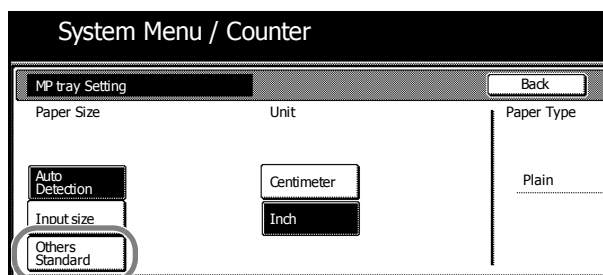 System Menu / Counter
MP tray Setting
Back
Paper Size
Unit
Paper Type
Auto
Detection
Centimeter
Plain
Input size
Inch
Others
Standard